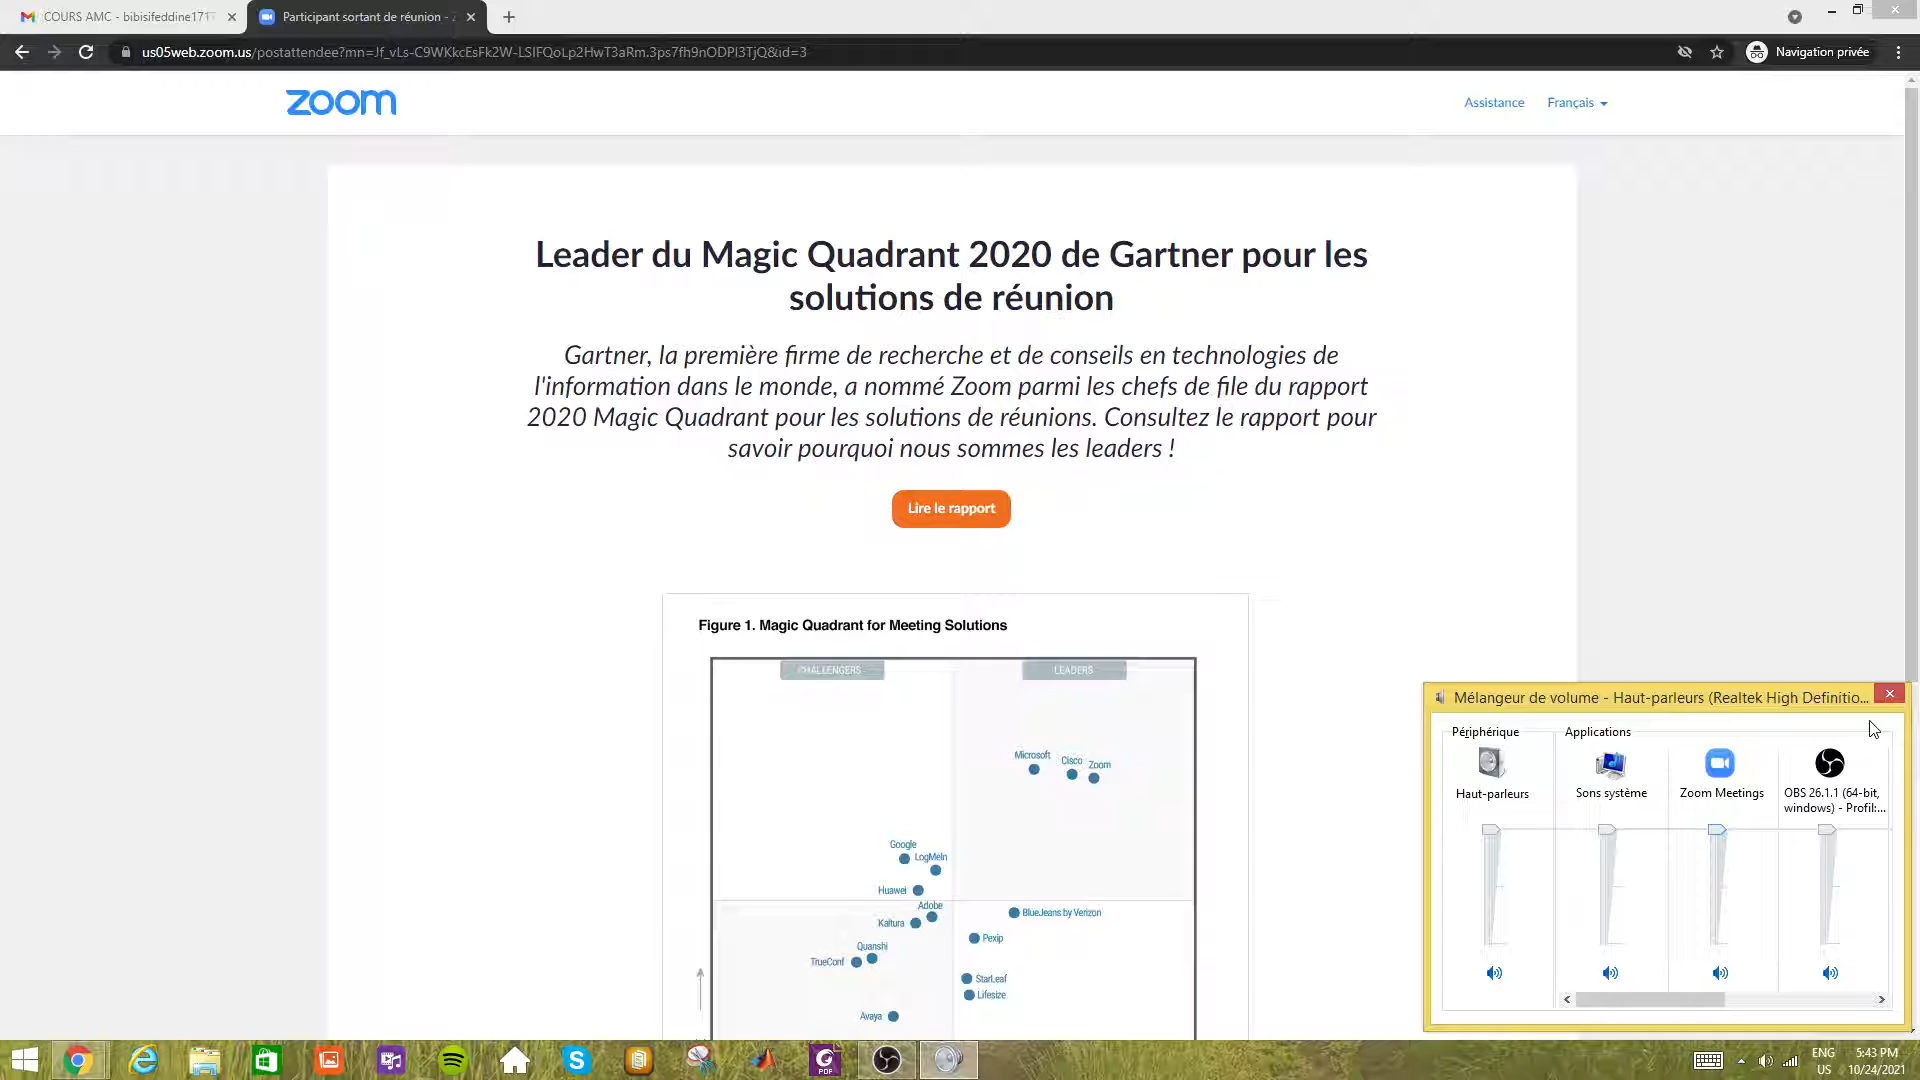 COURS AMC - bibisifeddine171
Participant sortant de réunion -
us05web.zoom.us/postattendee?mn=Jf_vLs-C9WKkcEsFk2W-LSIFQoLp2HwT3aRm.3ps7fh9nODPI3TjQ&id=3
Navigation privée
zoom
Assistance
Français
Leader du Magic Quadrant 2020 de Gartner pour les
solutions de réunion
Gartner, la première firme de recherche et de conseils en technologies de
l'information dans le monde, a nommé Zoom parmi les chefs de file du rapport
2020 Magic Quadrant pour les solutions de réunions. Consultez le rapport pour
savoir pourquoi nous sommes les leaders !
Lire le rapport
Figure 1. Magic Quadrant for Meeting Solutions
CHALLENGERS
LEADERS
Microsoft
Cisco
Zoom
Google
LogMeIn
Huawei
Adobe
Kaltura
BlueJeans by Verizon
Pexip
Quanshi
TrueConf
StarLeaf
Lifesize
Avaya
Mélangeur de volume - Haut-parleurs (Realtek High Definitio...
Périphérique
Applications
Haut-parleurs
Sons système
Zoom Meetings
OBS 26.1.1 (64-bit,
windows) - Profil:...
PDF
ENG
US
5:43 PM
10/24/2021